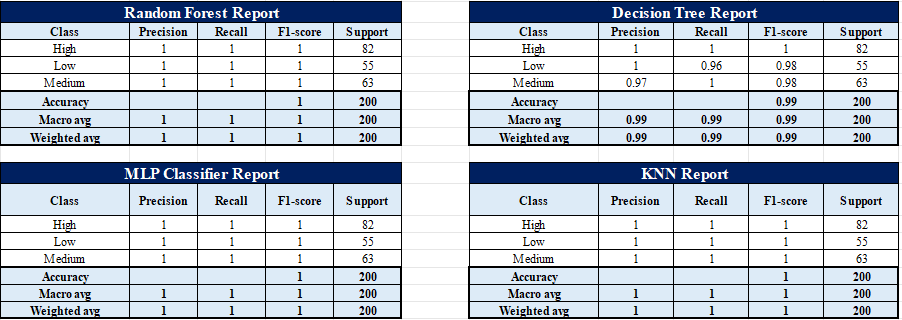 Random Forest Report
Class Precision Recall F1-score Support
High 1 1 1 82
Low 1 1 1 55
Medium 1 1 1 63
Accuracy 1 200
Macro avg 1 1 1 200
Weighted avg 1 1 1 200
Decision Tree Report
Class Precision Recall F1-score Support
High 1 1 1 82
Low 1 0.96 0.98 55
Medium 0.97 1 0.98 63
Accuracy 0.99 200
Macro avg 0.99 0.99 0.99 200
Weighted avg 0.99 0.99 0.99 200
MLP Classifier Report
Class Precision Recall F1-score Support
High 1 1 1 82
Low 1 1 1 55
Medium 1 1 1 63
Accuracy 1 200
Macro avg 1 1 1 200
Weighted avg 1 1 1 200
KNN Report
Class Precision Recall F1-score Support
High 1 1 1 82
Low 1 1 1 55
Medium 1 1 1 63
Accuracy 1 200
Macro avg 1 1 1 200
Weighted avg 1 1 1 200